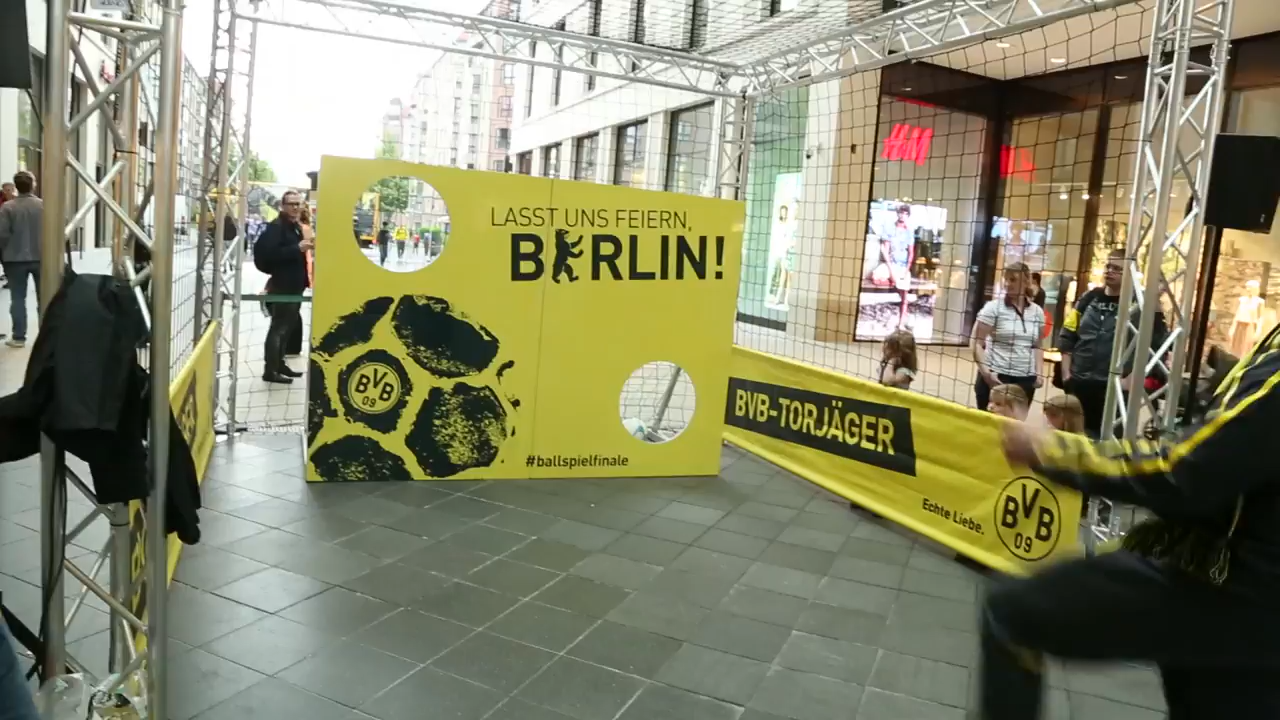 LASST UNS FEIERN,
BERLIN!
H&M
BVB
09
#ballspielfinale
BVB-TORJÄGER
Echte Liebe.
BVB
09